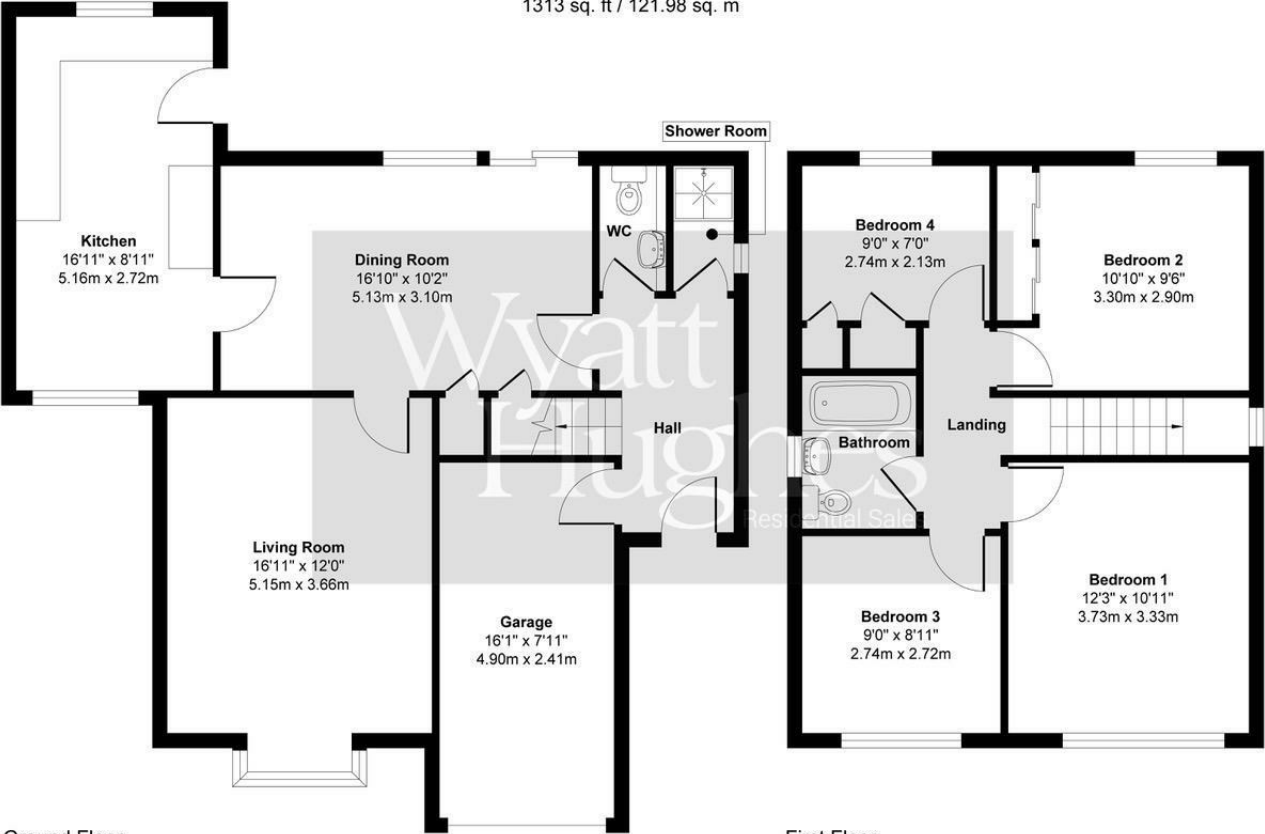 1313 sq. ft / 121.98 sq. m
Shower Room
Kitchen
16'11" x 8'11"
5.16m x 2.72m
Dining Room
16'10" x 10'2"
5.13m x 3.10m
WC
Bedroom 4
9'0" x 7'0"
2.74m x 2.13m
Bedroom 2
10'10" x 9'6"
3.30m x 2.90m
Wyatt
Hughes
Residential Sales
Hall
Bathroom
Landing
Living Room
16'11" x 12'0"
5.15m x 3.66m
Garage
16'1" x 7'11"
4.90m x 2.41m
Bedroom 3
9'0" x 8'11"
2.74m x 2.72m
Bedroom 1
12'3" x 10'11"
3.73m x 3.33m
Ground Floor
First Floor